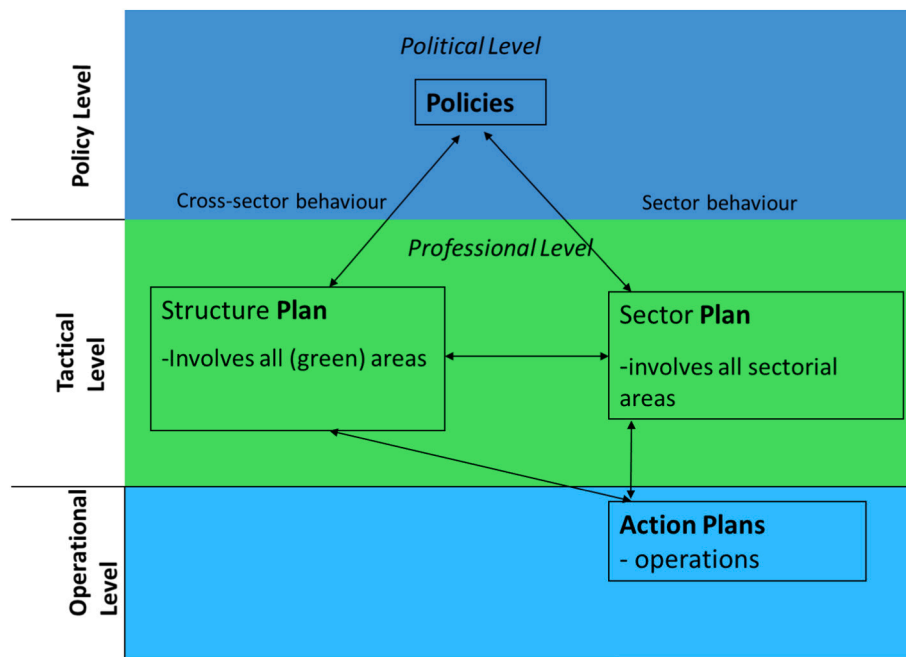 Policy Level
Political Level
Policies
Cross-sector behaviour
Sector behaviour
Tactical
Level
Professional Level
Structure Plan
-Involves all (green) areas
Sector Plan
-involves all sectorial
areas
Operational
Level
Action Plans
- operations